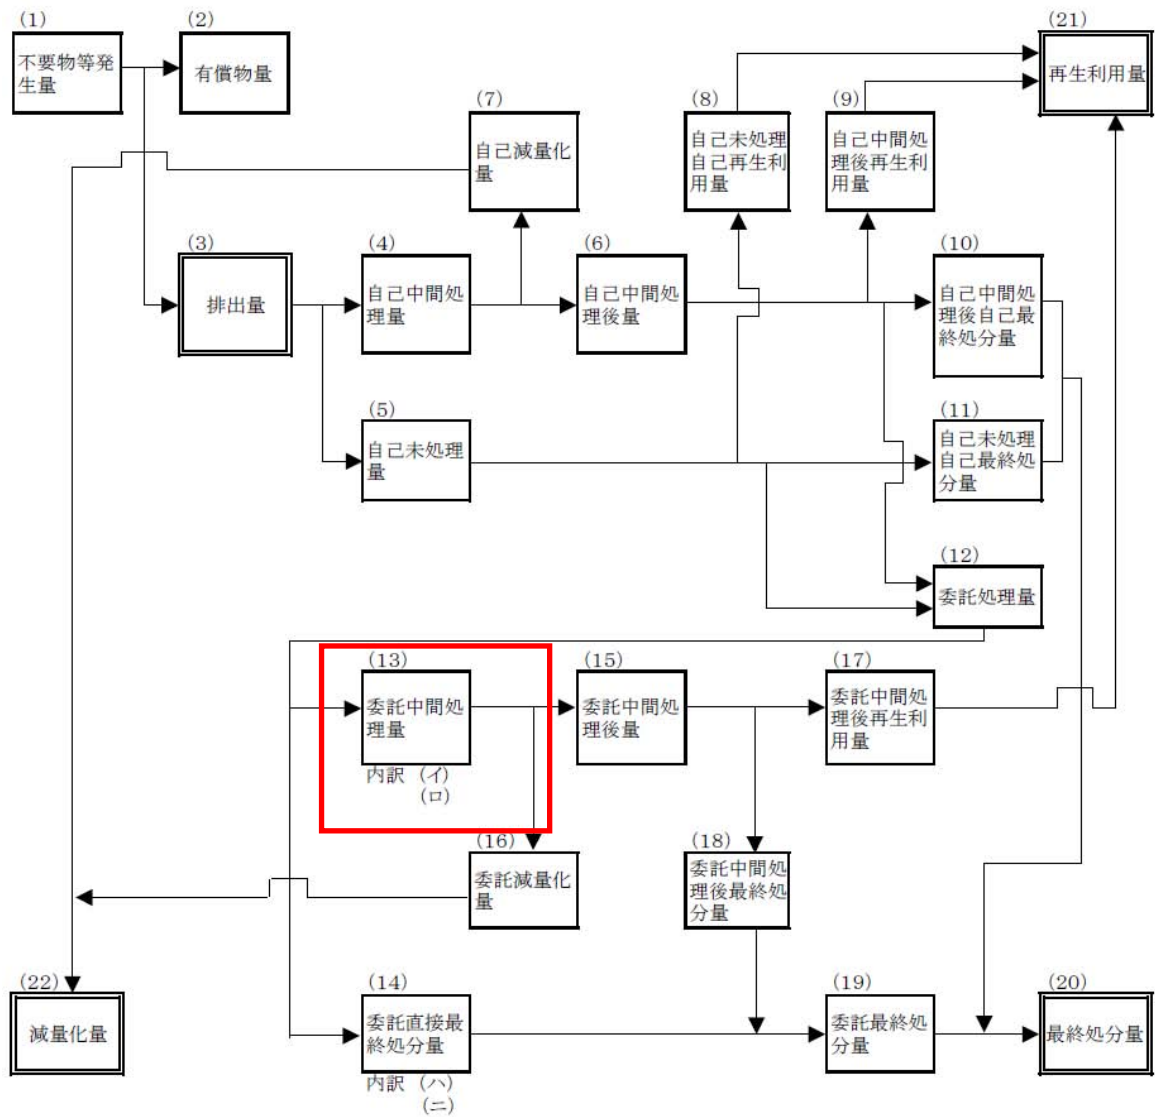 (1)
不要物等発
生量
(2)
有償物量
(21)
再生利用量
(7)
自己減量化
量
(8)
自己未処理
自己再生利
用量
(9)
自己中間処
理後再生利
用量
(3)
排出量
(4)
自己中間処
理量
(6)
自己中間処
理後量
(10)
自己中間処
理後自己最
終処分量
(5)
自己未処理
量
(11)
自己未処理
自己最終処
分量
(12)
委託処理量
(13)
委託中間処
理量
内訳 (イ)
(ロ)
(15)
委託中間処
理後量
(17)
委託中間処
理後再生利
用量
(16)
委託減量化
量
(18)
委託中間処
理後最終処
分量
(22)
減量化量
(14)
委託直接最
終処分量
内訳 (ハ)
(ニ)
(19)
委託最終処
分量
(20)
最終処分量